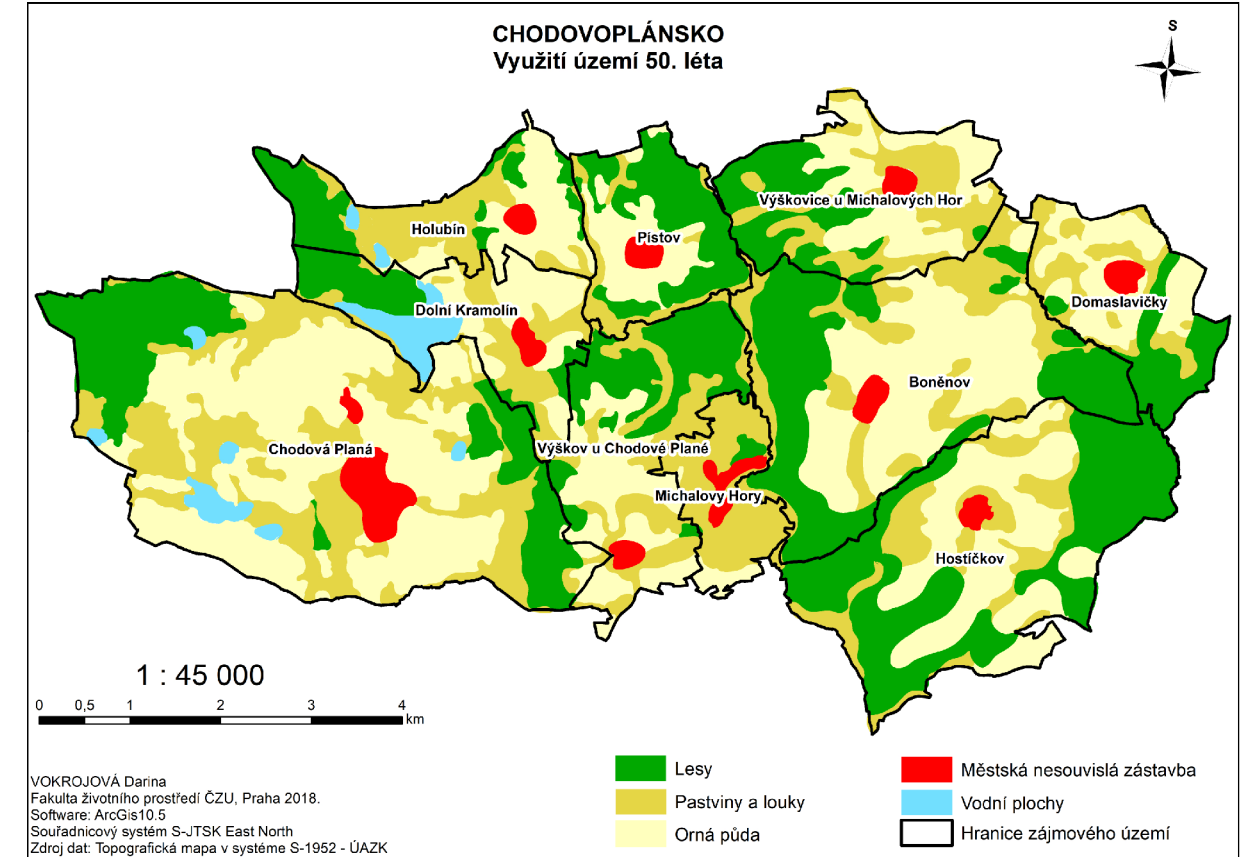 CHODOVOPLÁNSKO
Využití území 50. léta
S
Výškovice u Michalových Hor
Holubín
Pístov
Domaslavičky
Dolní Kramolín
Boněnov
Chodová Planá
Výškov u Chodové Plané
Michalovy Hory
Hostíčkov
1 : 45 000
0 0,5 1 2 3 4
km
VOKROJOVÁ Darina
Fakulta životního prostředí ČZU, Praha 2018.
Software: ArcGis10.5
Souřadnicový systém S-JTSK East North
Zdroj dat: Topografická mapa v systéme S-1952 - ÚAZK
Lesy
Pastviny a louky
Orná půda
Městská nesouvislá zástavba
Vodní plochy
Hranice zájmového území